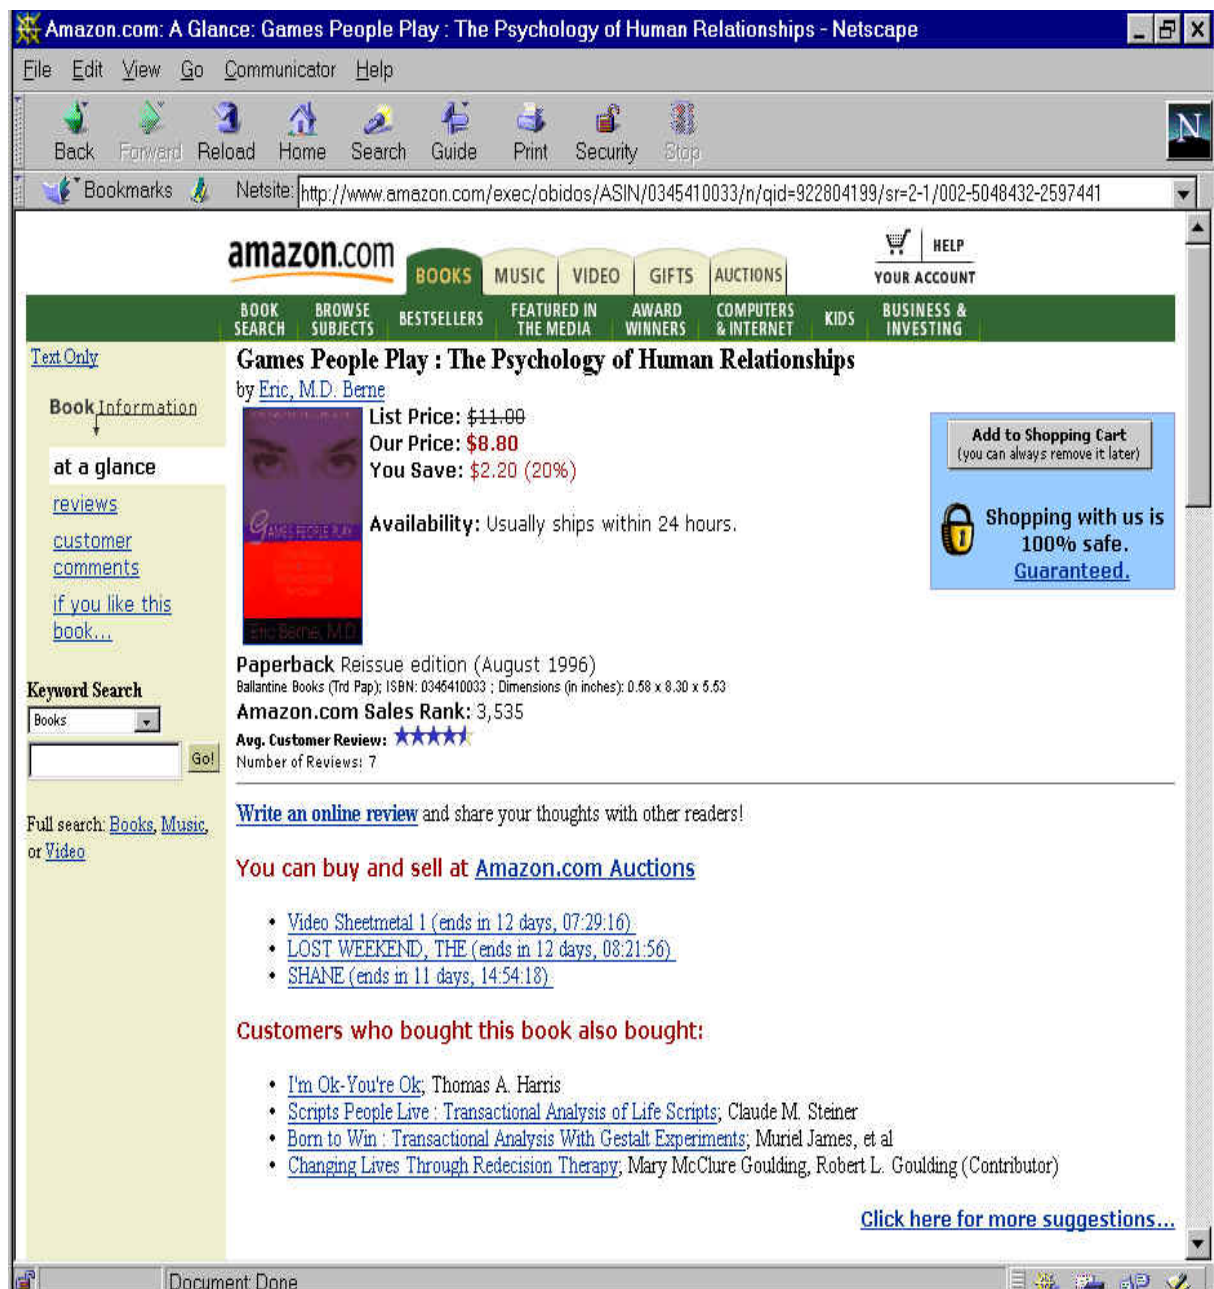 Amazon.com: A Glance: Games People Play : The Psychology of Human Relationships - Netscape
File Edit View Go Communicator Help
Back Forward Reload Home Search Guide Print Security Stop
N
Bookmarks Netsite: http://www.amazon.com/exec/obidos/ASIN/0345410033/n/qid=922804199/sr=2-1/002-5048432-2597441
amazon.com
BOOKS MUSIC VIDEO GIFTS AUCTIONS
HELP
YOUR ACCOUNT
BOOK SEARCH
BROWSE SUBJECTS
BESTSELLERS
FEATURED IN THE MEDIA
AWARD WINNERS
COMPUTERS & INTERNET
KIDS
BUSINESS & INVESTING
Text Only
Book Information
at a glance
reviews
customer
comments
if you like this
book...
Keyword Search
Books
Go!
Full search: Books, Music,
or Video
Games People Play : The Psychology of Human Relationships
by Eric, M.D. Berne
GAMES PEOPLE PLAY
Eric Berne, M.D.
List Price: $11.00
Our Price: $8.80
You Save: $2.20 (20%)
Availability: Usually ships within 24 hours.
Add to Shopping Cart
(you can always remove it later)
Shopping with us is
100% safe.
Guaranteed.
Paperback Reissue edition (August 1996)
Ballantine Books (Trd Pap); ISBN: 0345410033 ; Dimensions (in inches): 0.58 x 8.30 x 5.53
Amazon.com Sales Rank: 3,535
Avg. Customer Review:
Number of Reviews: 7
Write an online review and share your thoughts with other readers!
You can buy and sell at Amazon.com Auctions
• Video Sheetmetal 1 (ends in 12 days, 07:29:16)
• LOST WEEKEND, THE (ends in 12 days, 08:21:56)
• SHANE (ends in 11 days, 14:54:18)
Customers who bought this book also bought:
• I'm Ok-You're Ok; Thomas A. Harris
• Scripts People Live : Transactional Analysis of Life Scripts; Claude M. Steiner
• Born to Win : Transactional Analysis With Gestalt Experiments; Muriel James, et al
• Changing Lives Through Redecision Therapy; Mary McClure Goulding, Robert L. Goulding (Contributor)
Click here for more suggestions...
Document: Done